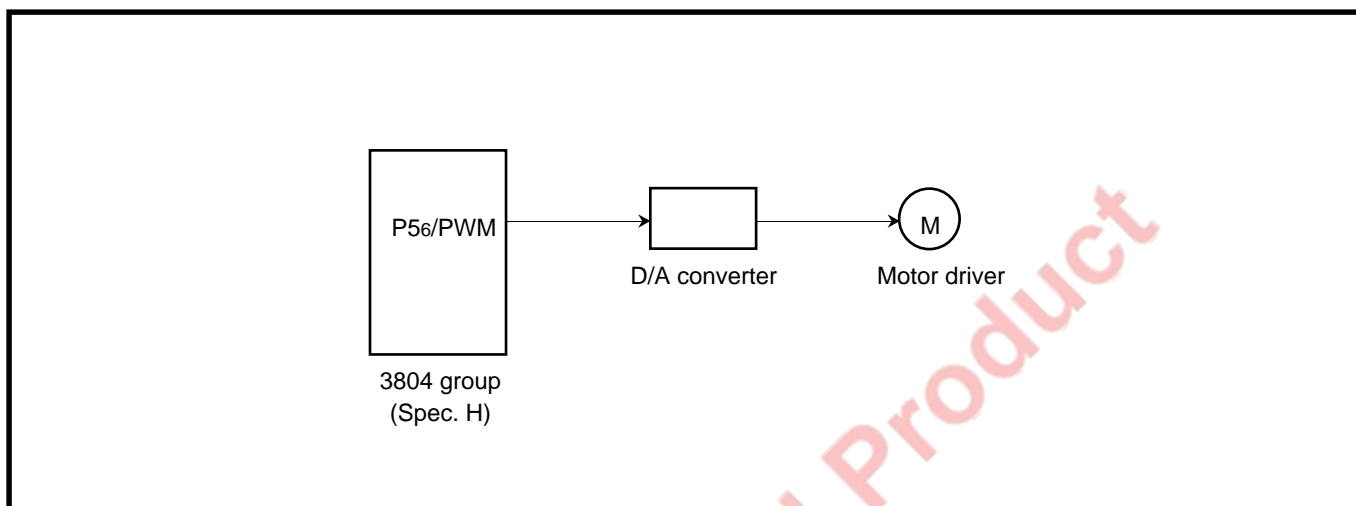 P56/PWM
M
D/A converter
Motor driver
3804 group
(Spec. H)
Product